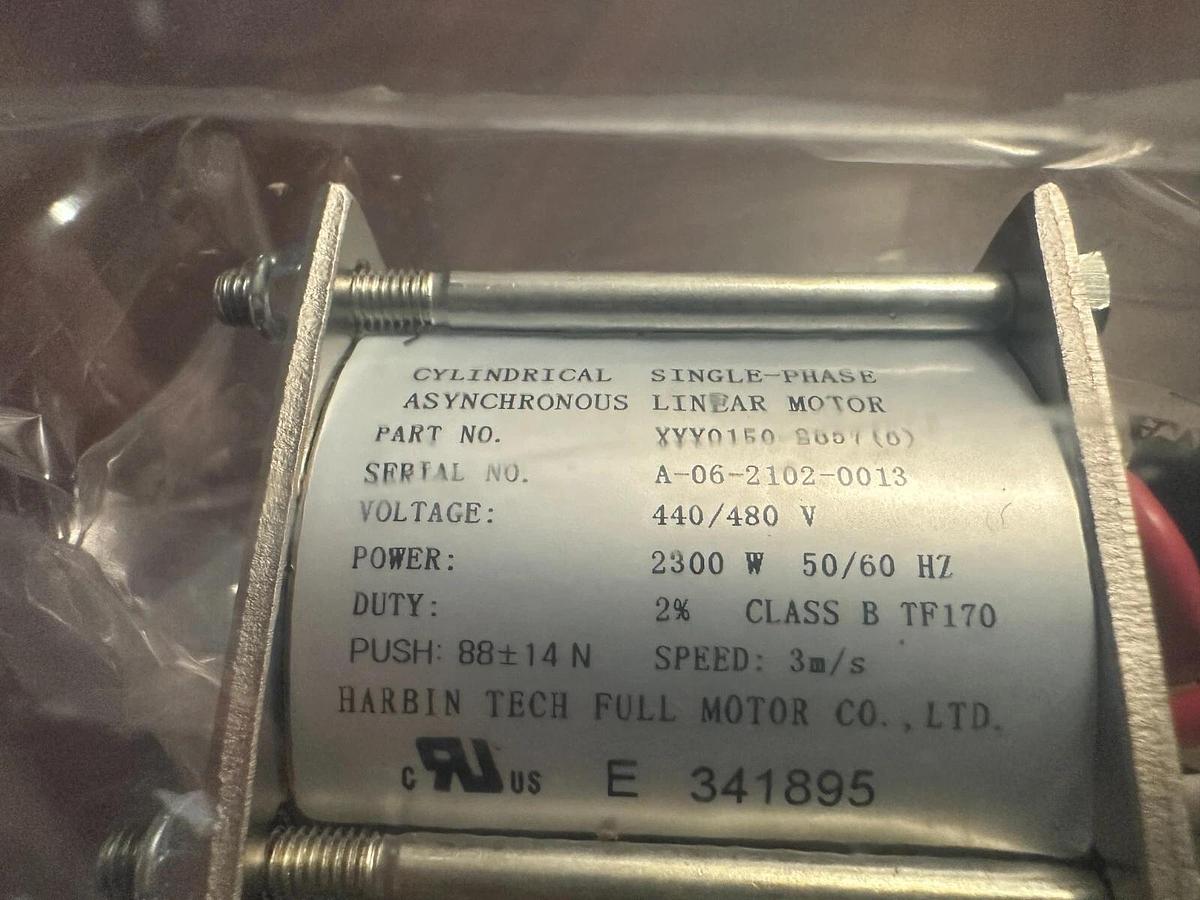 CYLINDRICAL SINGLE-PHASE
ASYNCHRONOUS LINEAR MOTOR
PART NO.
SERIAL NO. A-06-2102-0013
VOLTAGE: 440/480 V
POWER: 2300 W 50/60 HZ
DUTY: 2% CLASS B TF170
PUSH: 88±14 N SPEED: 3m/s
HARBIN TECH FULL MOTOR CO.,LTD.
c RU US E 341895